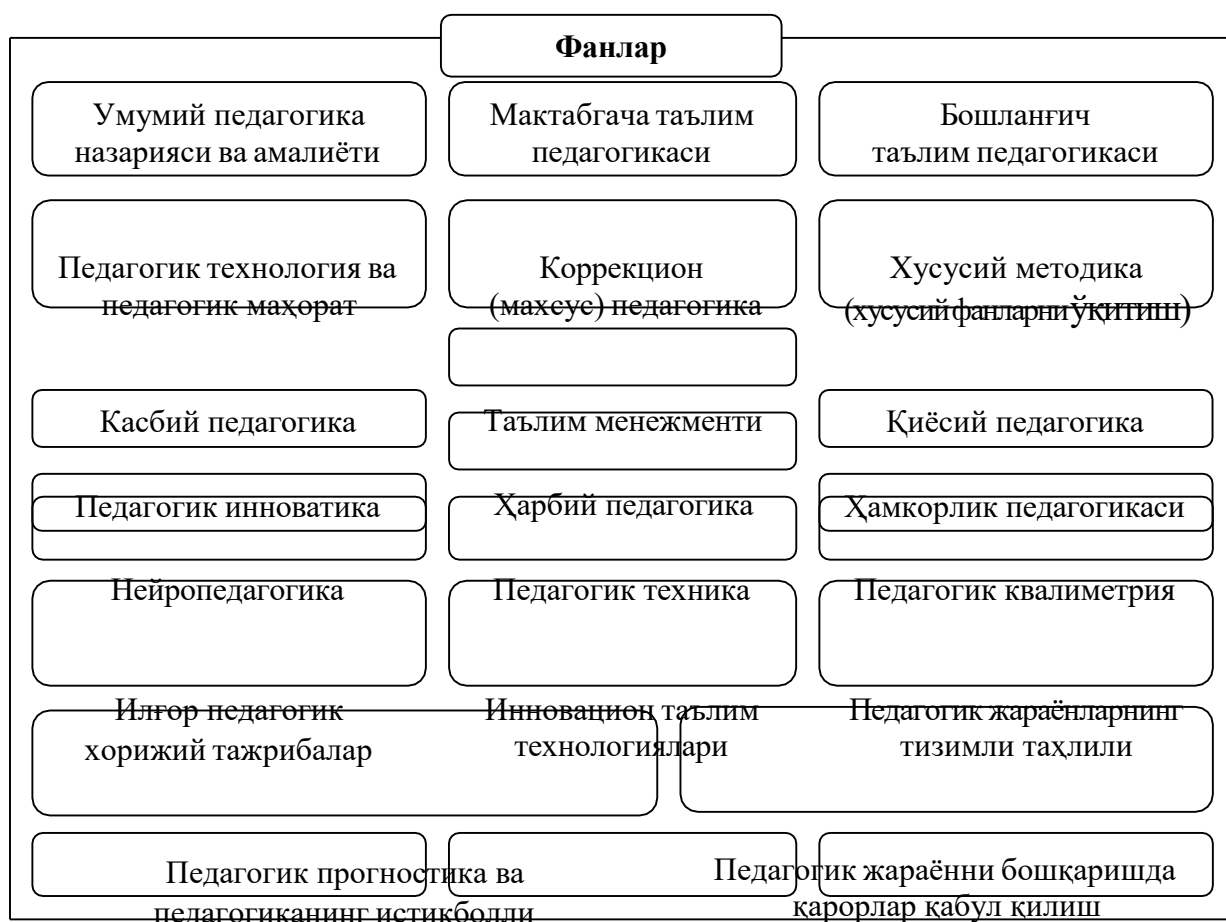 Фанлар
Умумий педагогика
назарияси ва амалиёти
Мактабгача таълим
педагогикаси
Бошланғич
таълим педагогикаси
Педагогик технология ва
педагогик маҳорат
Коррекцион
(махсус) педагогика
Хусусий методика
(хусусий фанларни ўқитиш)
Касбий педагогика
Таълим менежменти
Қиёсий педагогика
Педагогик инноватика
Ҳарбий педагогика
Ҳамкорлик педагогикаси
Нейропедагогика
Педагогик техника
Педагогик квалиметрия
Илғор педагогик
хорижий тажрибалар
Инновацион таълим
технологиялари
Педагогик жараёнларнинг
тизимли таҳлили
Педагогик прогностика ва
педагогиканинг истиқболли
Педагогик жараённи бошқаришда
қарорлар қабул қилиш